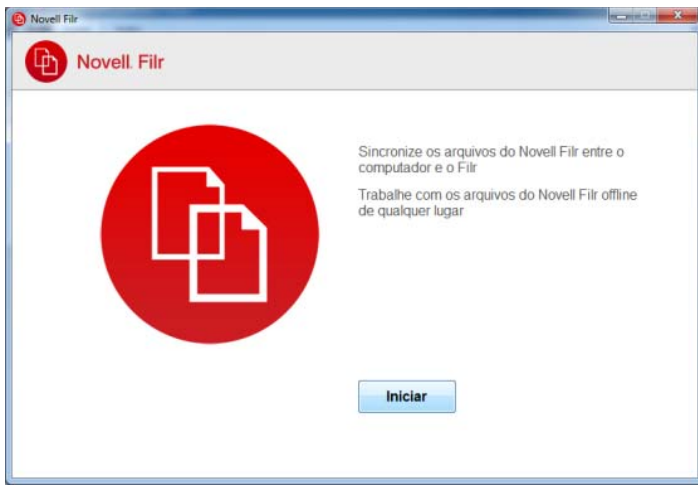 Novell Filr
Novell. Filr
Sincronize os arquivos do Novell Filr entre o
computador e o Filr
Trabalhe com os arquivos do Novell Filr offline
de qualquer lugar
Iniciar